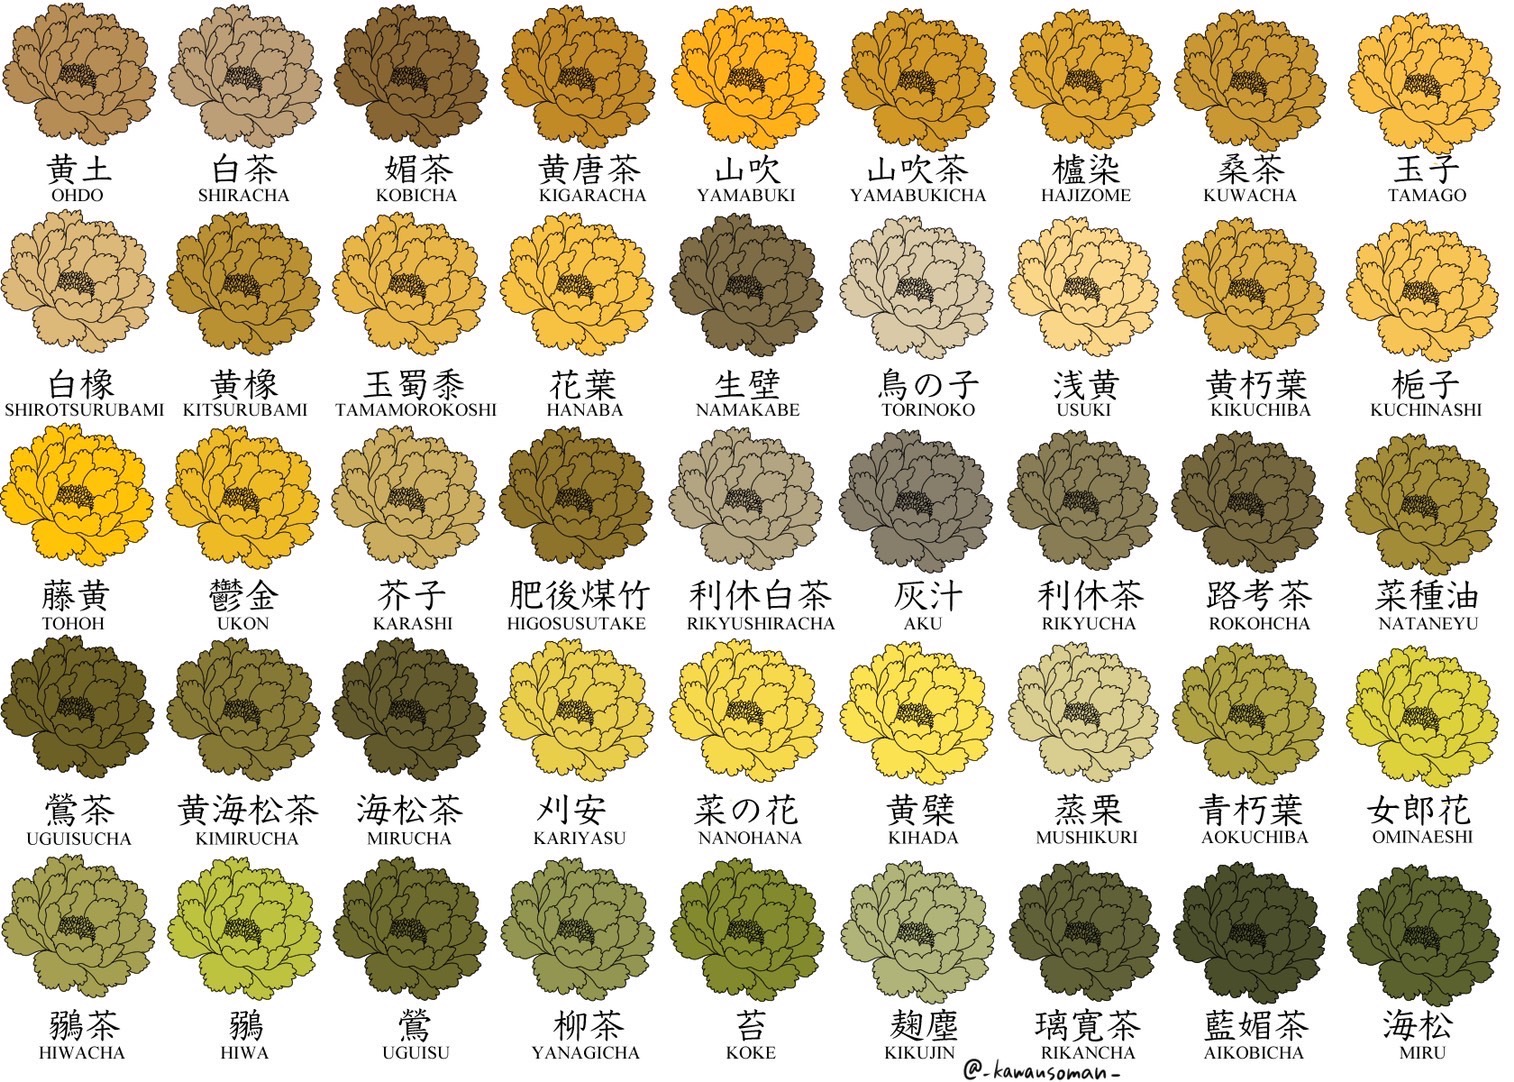 黄土 白茶 媚茶 黄唐茶 山吹 山吹茶 櫨染 桑茶 玉子
OHDO SHIRACHA KOBICHA KIGARACHA YAMABUKI YAMABUKICHA HAJIZOME KUWACHA TAMAGO
白橡 黄橡 玉蜀黍 花葉 生壁 鳥の子 浅黄 黄朽葉 梔子
SHIROTSURUBAMI KITSURUBAMI TAMAMOROKOSHI HANABA NAMAKABE TORINOKO USUKI KIKUCHIBA KUCHINASHI
藤黄 鬱金 芥子 肥後煤竹 利休白茶 灰汁 利休茶 路考茶 菜種油
TOHOH UKON KARASHI HIGOSUSUTAKE RIKYUSHIRACHA AKU RIKYUCHA ROKOHCHA NATANEYU
鶯茶 黄海松茶 海松茶 刈安 菜の花 黄檗 蒸栗 青朽葉 女郎花
UGUISUCHA KIMIRUCHA MIRUCHA KARIYASU NANOHANA KIHADA MUSHIKURI AOKUCHIBA OMINAESHI
鶸茶 鶸 鶯 柳茶 苔 麹塵 璃寛茶 藍媚茶 海松
HIWACHA HIWA UGUISU YANAGICHA KOKE KIKUJIN RIKANCHA AIKOBICHA MIRU
@-kawausoman-